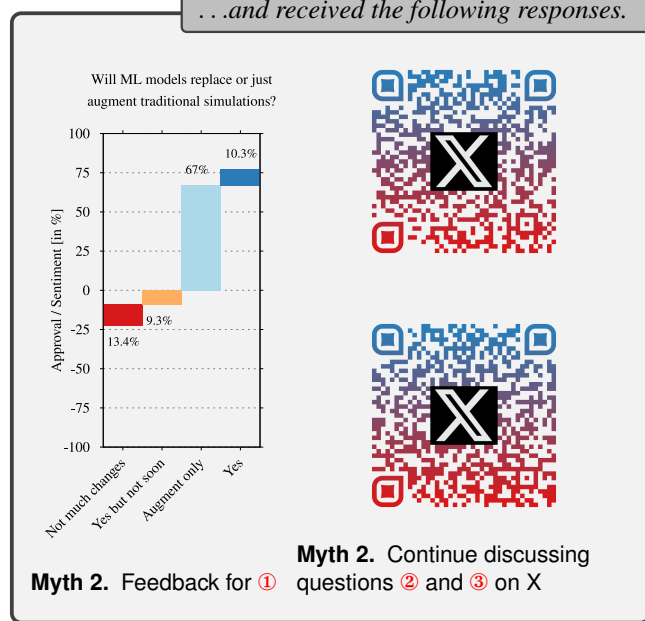 ...and received the following responses.
Will ML models replace or just
augment traditional simulations?
Approval / Sentiment [in %]
100
75
50
25
0
-25
-50
-75
-100
13.4%
9.3%
67%
10.3%
Not much changes
Yes but not soon
Augment only
Yes
Myth 2. Feedback for ①
Myth 2. Continue discussing
questions ② and ③ on X